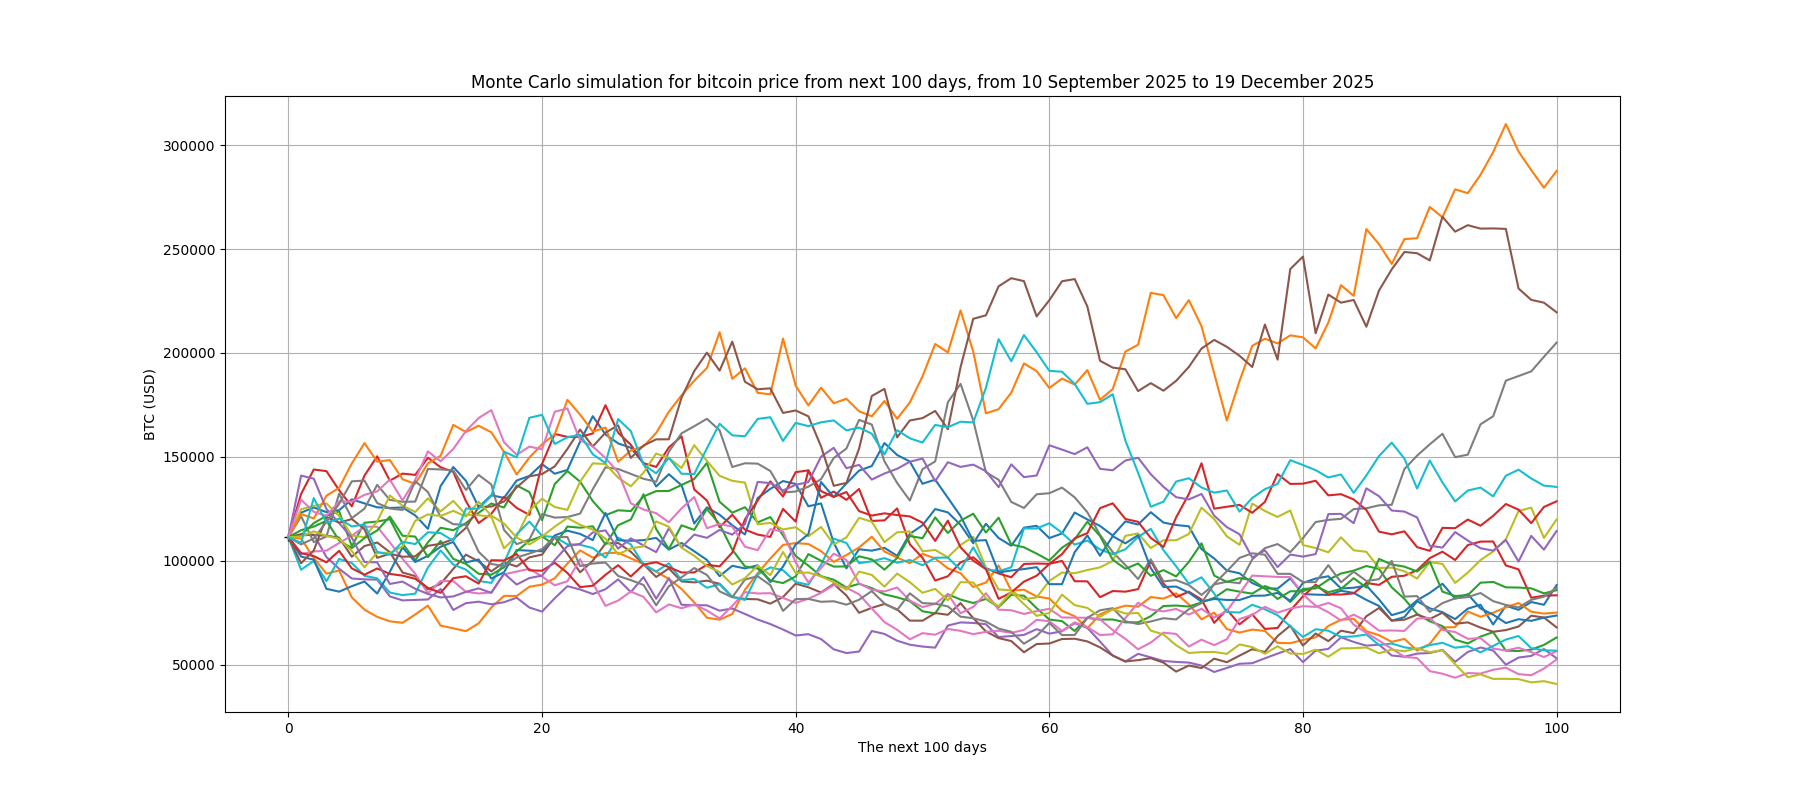 Monte Carlo simulation for bitcoin price from next 100 days, from 10 September 2025 to 19 December 2025
300000
250000
200000
150000
100000
50000
BTC (USD)
0 20 40 60 80 100
The next 100 days